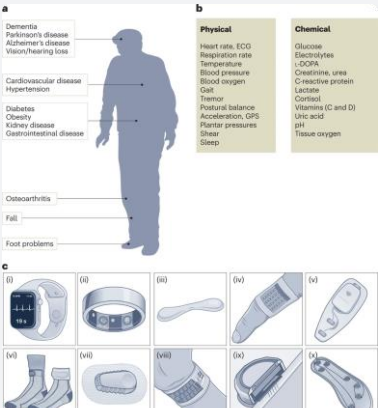 a
Dementia
Parkinson's disease
Alzheimer's disease
Vision/hearing loss
Cardiovascular disease
Hypertension
Diabetes
Obesity
Kidney disease
Gastrointestinal disease
Osteoarthritis
Fall
Foot problems
b
Physical
Heart rate, ECG
Respiration rate
Temperature
Blood pressure
Blood oxygen
Gait
Tremor
Postural balance
Acceleration, GPS
Plantar pressures
Shear
Sleep
Chemical
Glucose
Electrolytes
L-DOPA
Creatinine, urea
C-reactive protein
Lactate
Cortisol
Vitamins (C and D)
Uric acid
pH
Tissue oxygen
c
(i)
(ii)
(iii)
(iv)
(v)
(vi)
(vii)
(viii)
(ix)
(x)